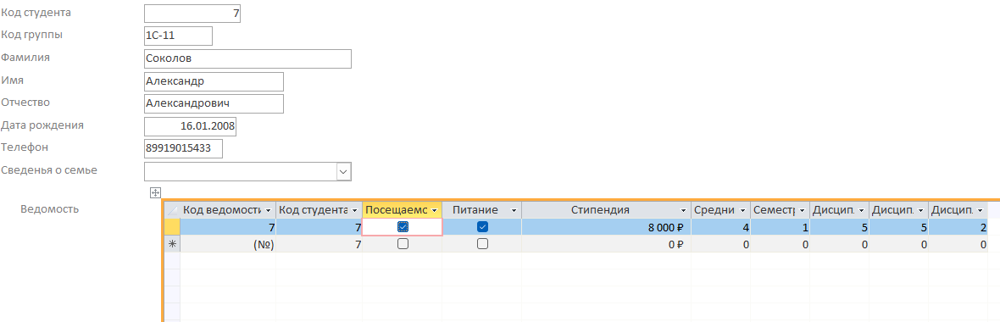 Код студента 7
Код группы 1С-11
Фамилия Соколов
Имя Александр
Отчество Александрович
Дата рождения 16.01.2008
Телефон 89919015433
Сведенья о семье
Ведомость
Код ведомости Код студента Посещаемо Питание Стипендия Средни Семестр Дисцип. Дисцип. Дисцип.
7 7 8 000 ₽ 4 1 5 5 2
(№) 7 0 ₽ 0 0 0 0 0